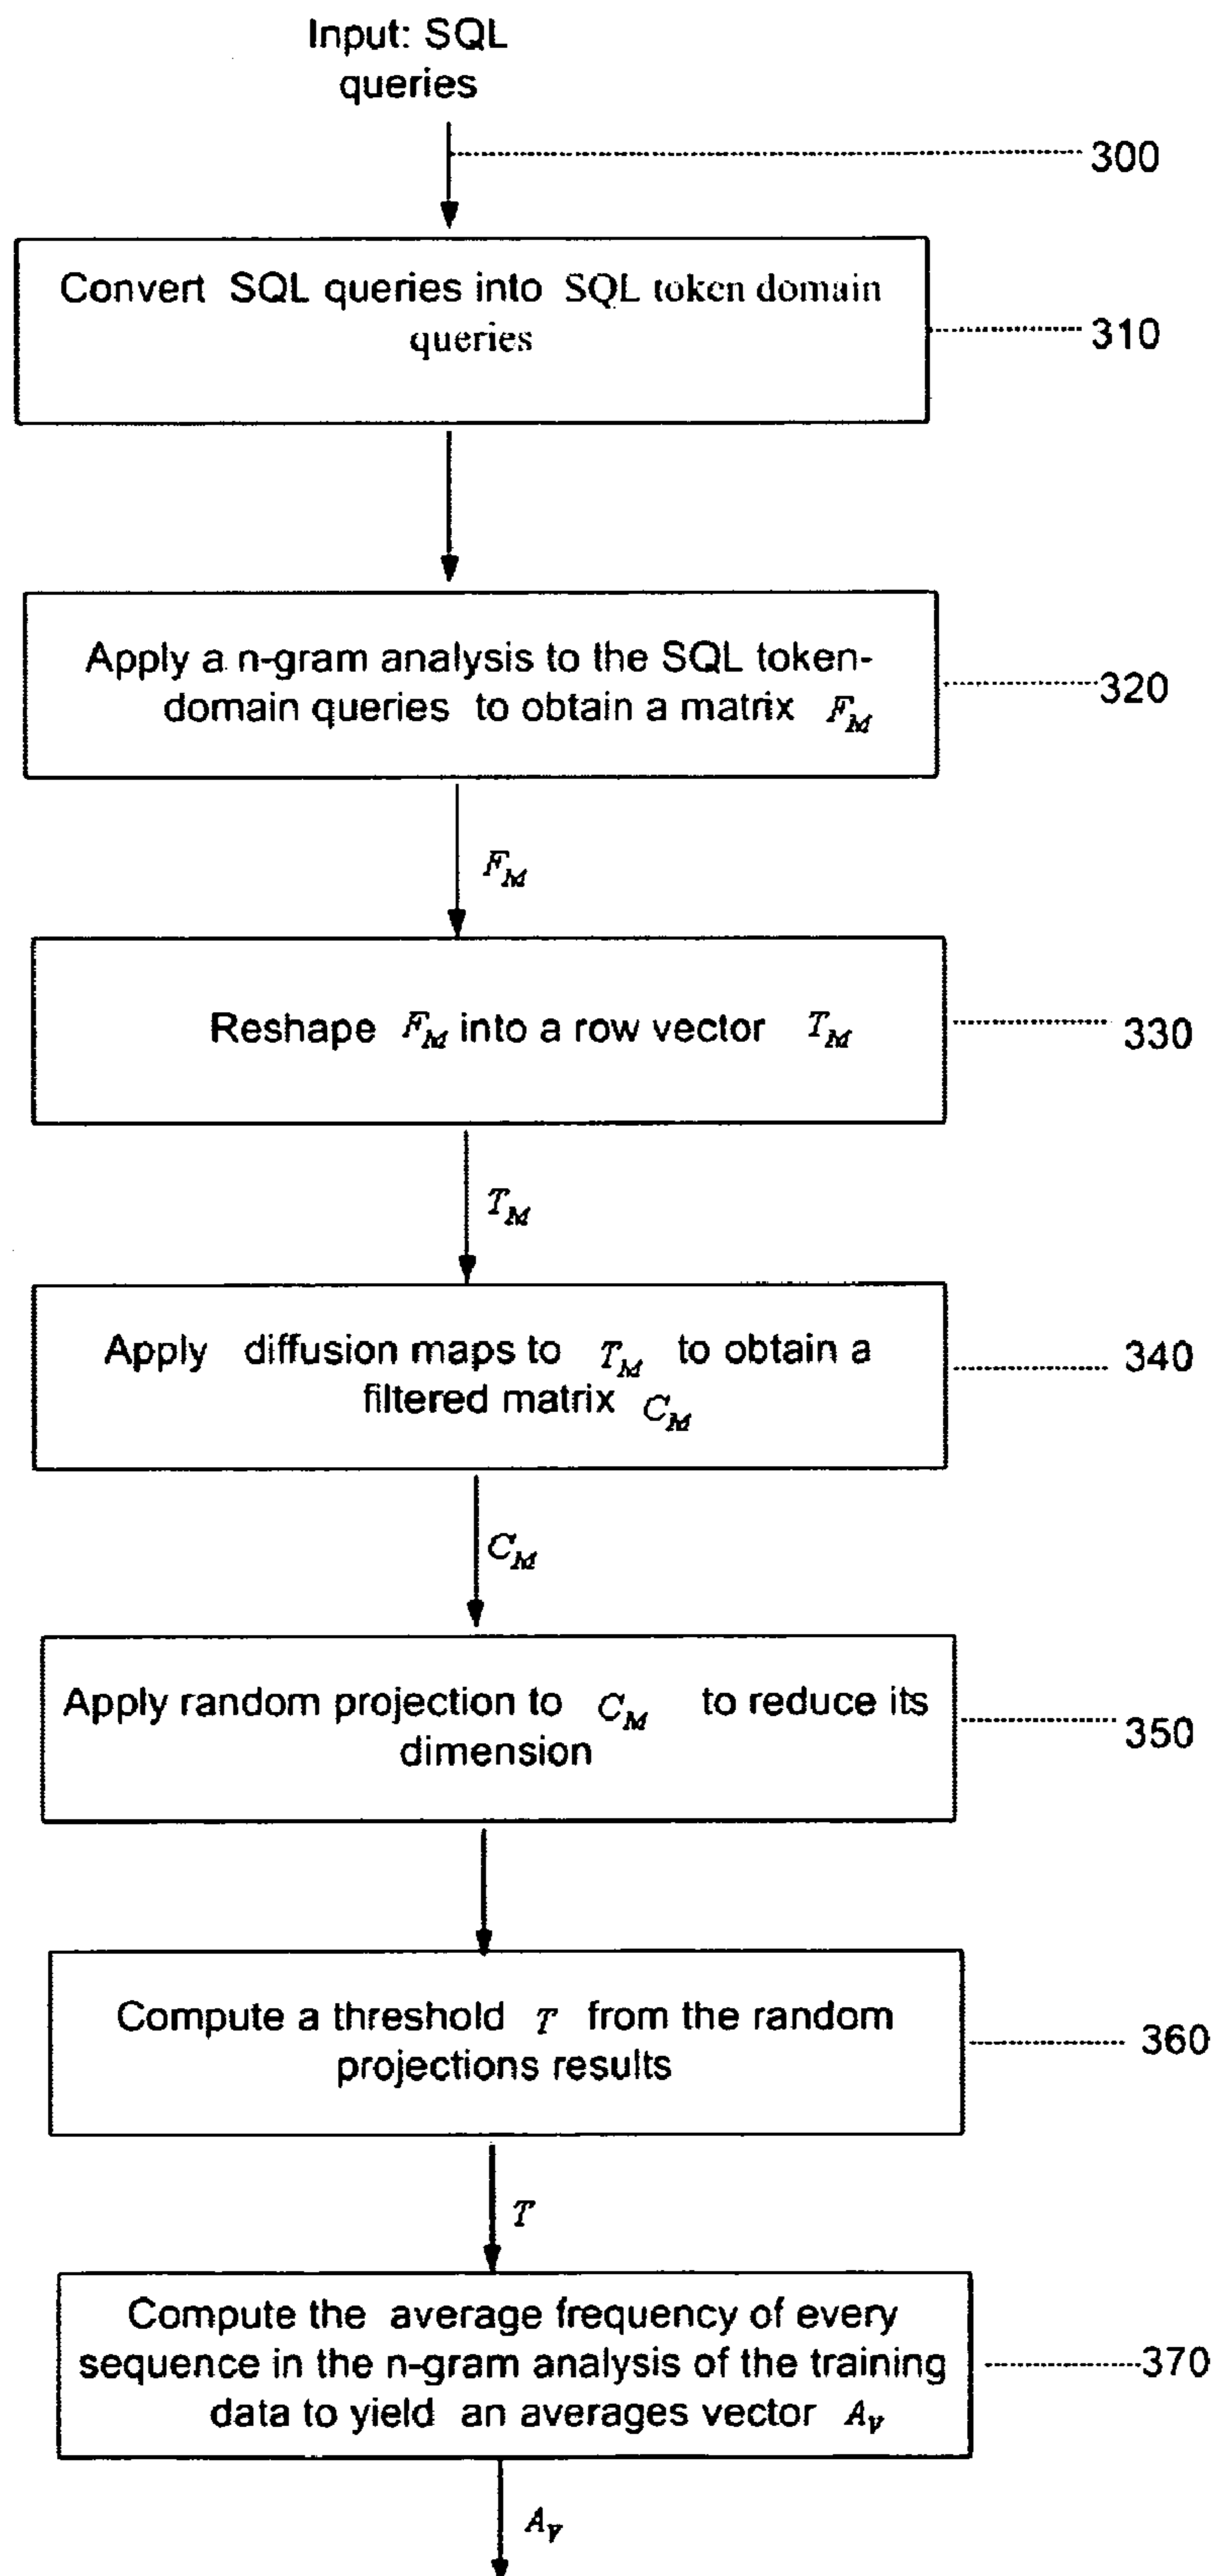 Input: SQL
queries
300
Convert SQL queries into SQL token domain
queries
310
Apply a n-gram analysis to the SQL token-
domain queries to obtain a matrix F_M
320
F_M
Reshape F_M into a row vector T_M
330
T_M
Apply diffusion maps to T_M to obtain a
filtered matrix C_M
340
C_M
Apply random projection to C_M to reduce its
dimension
350
Compute a threshold T from the random
projections results
360
T
Compute the average frequency of every
sequence in the n-gram analysis of the training
data to yield an averages vector A_V
370
A_V